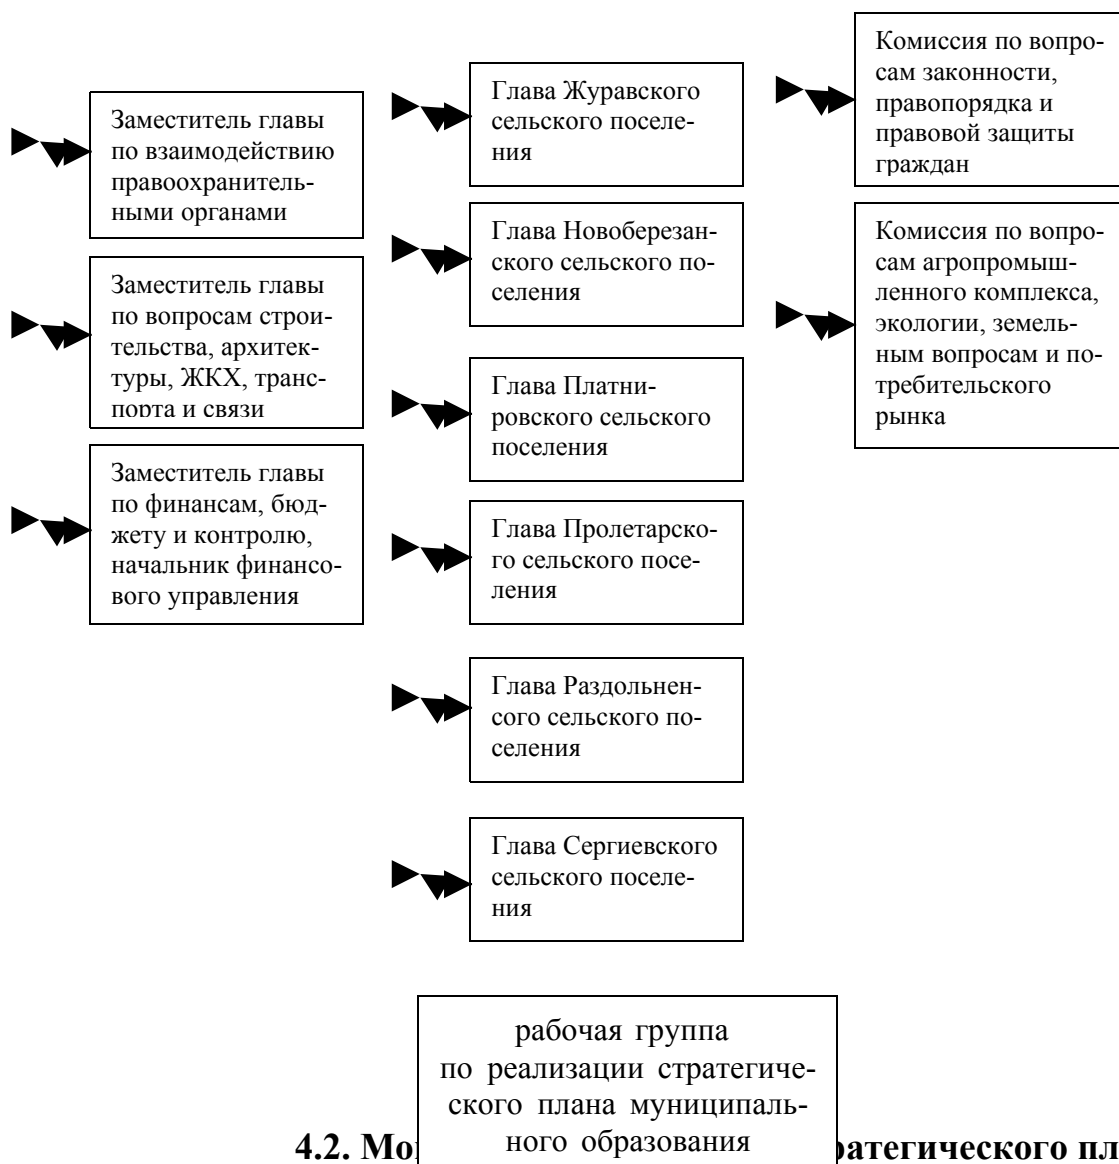 Заместитель главы
по взаимодействию
правоохранитель-
ными органами
Заместитель главы
по вопросам строи-
тельства, архитек-
туры, ЖКХ, транс-
порта и связи
Заместитель главы
по финансам, бюд-
жету и контролю,
начальник финансо-
вого управления
Глава Журавского
сельского поселе-
ния
Глава Новоберезан-
ского сельского по-
селения
Глава Платни-
ровского сельского
поселения
Глава Пролетарско-
го сельского посе-
ления
Глава Раздольнен-
сого сельского по-
селения
Глава Сергиевского
сельского поселе-
ния
Комиссия по вопро-
сам законности,
правопорядка и
правовой защиты
граждан
Комиссия по вопро-
сам агропромыш-
ленного комплекса,
экологии, земель-
ным вопросам и по-
требительского
рынка
рабочая группа
по реализации стратегиче-
ского плана муниципаль-
ного образования
4.2. Мо ратегического пл